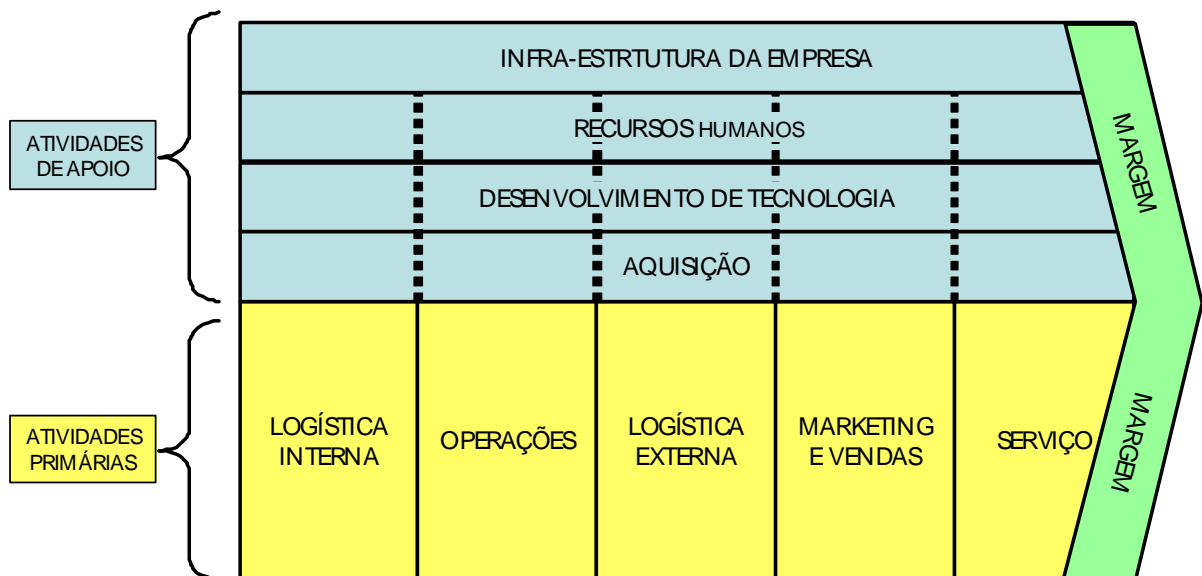 INFRA-ESTRTUTURA DA EMPRESA
RECURSOS HUMANOS
DESENVOLVIMENTO DE TECNOLOGIA
AQUISIÇÃO
ATIVIDADES
DE APOIO
MARGEM
ATIVIDADES
PRIMÁRIAS
LOGÍSTICA
INTERNA
OPERAÇÕES
LOGÍSTICA
EXTERNA
MARKETING
E VENDAS
SERVIÇO
MARGEM